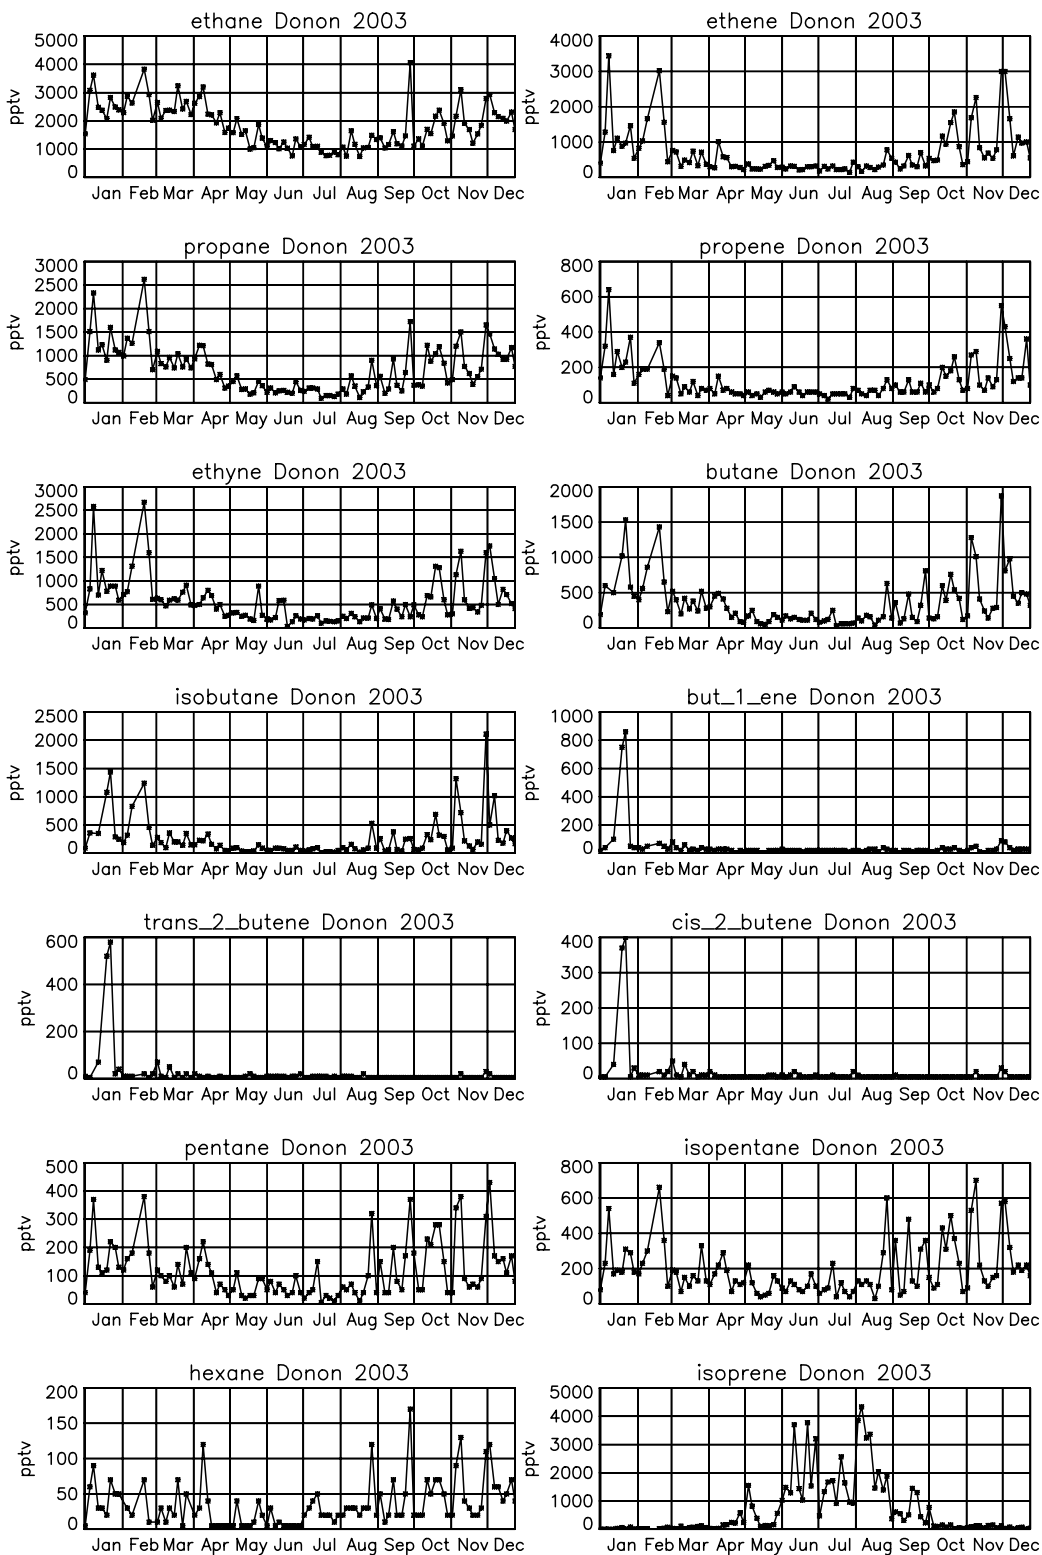 ethane Donon 2003
pptv
5000
4000
3000
2000
1000
0
Jan Feb Mar Apr May Jun Jul Aug Sep Oct Nov Dec
ethene Donon 2003
pptv
4000
3000
2000
1000
0
Jan Feb Mar Apr May Jun Jul Aug Sep Oct Nov Dec
propane Donon 2003
pptv
3000
2500
2000
1500
1000
500
0
Jan Feb Mar Apr May Jun Jul Aug Sep Oct Nov Dec
propene Donon 2003
pptv
800
600
400
200
0
Jan Feb Mar Apr May Jun Jul Aug Sep Oct Nov Dec
ethyne Donon 2003
pptv
3000
2500
2000
1500
1000
500
0
Jan Feb Mar Apr May Jun Jul Aug Sep Oct Nov Dec
butane Donon 2003
pptv
2000
1500
1000
500
0
Jan Feb Mar Apr May Jun Jul Aug Sep Oct Nov Dec
isobutane Donon 2003
pptv
2500
2000
1500
1000
500
0
Jan Feb Mar Apr May Jun Jul Aug Sep Oct Nov Dec
but_1_ene Donon 2003
pptv
1000
800
600
400
200
0
Jan Feb Mar Apr May Jun Jul Aug Sep Oct Nov Dec
trans_2_butene Donon 2003
pptv
600
400
200
0
Jan Feb Mar Apr May Jun Jul Aug Sep Oct Nov Dec
cis_2_butene Donon 2003
pptv
400
300
200
100
0
Jan Feb Mar Apr May Jun Jul Aug Sep Oct Nov Dec
pentane Donon 2003
pptv
500
400
300
200
100
0
Jan Feb Mar Apr May Jun Jul Aug Sep Oct Nov Dec
isopentane Donon 2003
pptv
800
600
400
200
0
Jan Feb Mar Apr May Jun Jul Aug Sep Oct Nov Dec
hexane Donon 2003
pptv
200
150
100
50
0
Jan Feb Mar Apr May Jun Jul Aug Sep Oct Nov Dec
isoprene Donon 2003
pptv
5000
4000
3000
2000
1000
0
Jan Feb Mar Apr May Jun Jul Aug Sep Oct Nov Dec